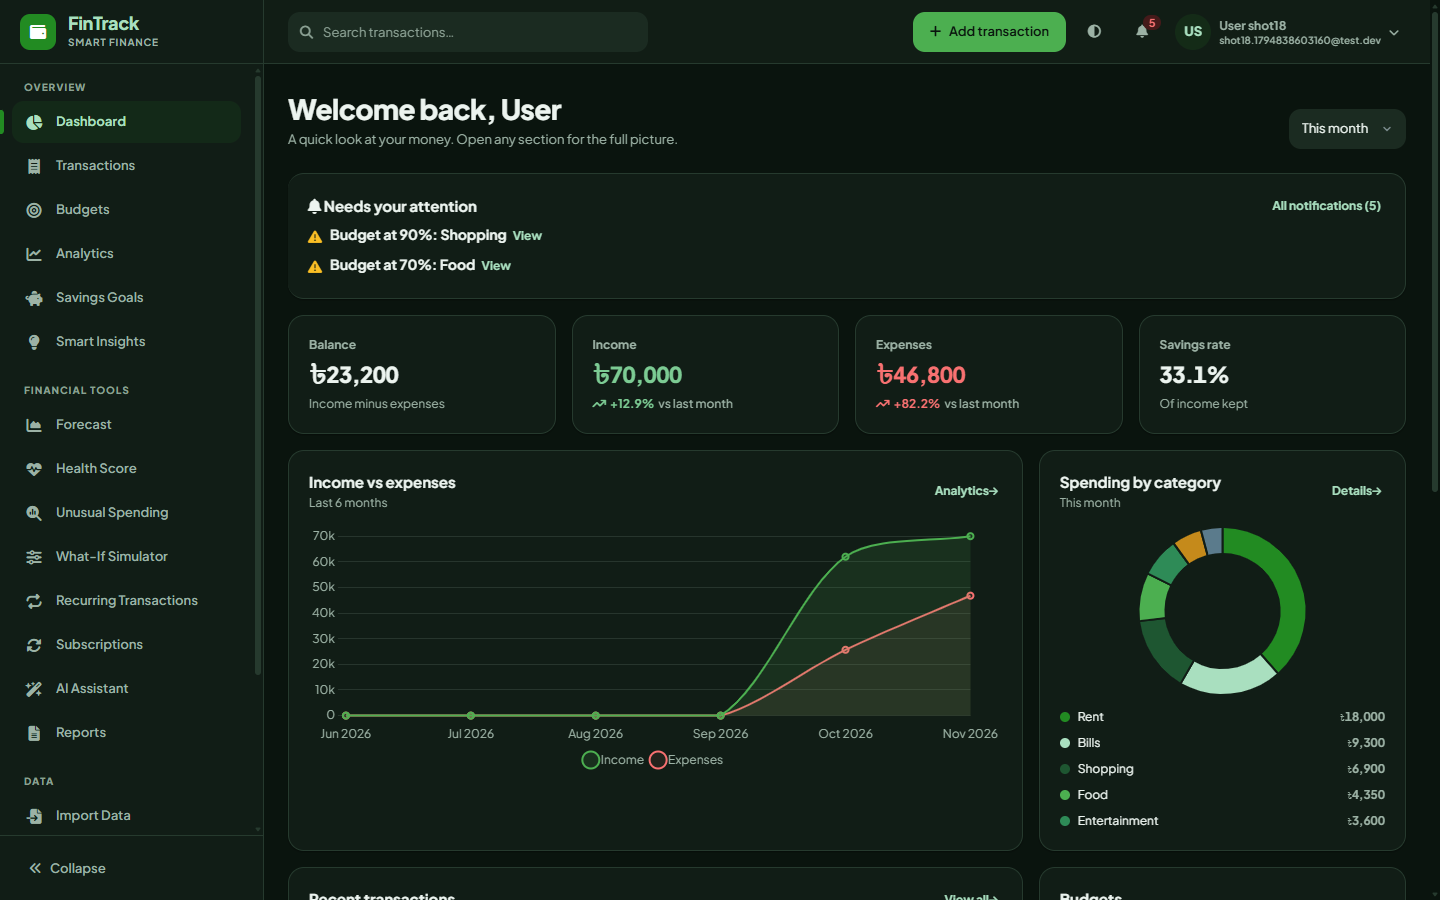 FinTrack
SMART FINANCE
Search transactions...
Add transaction
5
US
User shot18
shot18.1794838603160@test.dev
OVERVIEW
Dashboard
Transactions
Budgets
Analytics
Savings Goals
Smart Insights
FINANCIAL TOOLS
Forecast
Health Score
Unusual Spending
What-If Simulator
Recurring Transactions
Subscriptions
AI Assistant
Reports
DATA
Import Data
Collapse
Welcome back, User
A quick look at your money. Open any section for the full picture.
This month
Needs your attention
All notifications (5)
Budget at 90%: Shopping View
Budget at 70%: Food View
Balance
৳23,200
Income minus expenses
Income
৳70,000
+12.9% vs last month
Expenses
৳46,800
+82.2% vs last month
Savings rate
33.1%
Of income kept
Income vs expenses
Last 6 months
Analytics→
70k
60k
50k
40k
30k
20k
10k
0
Jun 2026 Jul 2026 Aug 2026 Sep 2026 Oct 2026 Nov 2026
Income Expenses
Spending by category
This month
Details→
Rent ৳18,000
Bills ৳9,300
Shopping ৳6,900
Food ৳4,350
Entertainment ৳3,600
Recent transactions
View all→
Budgets